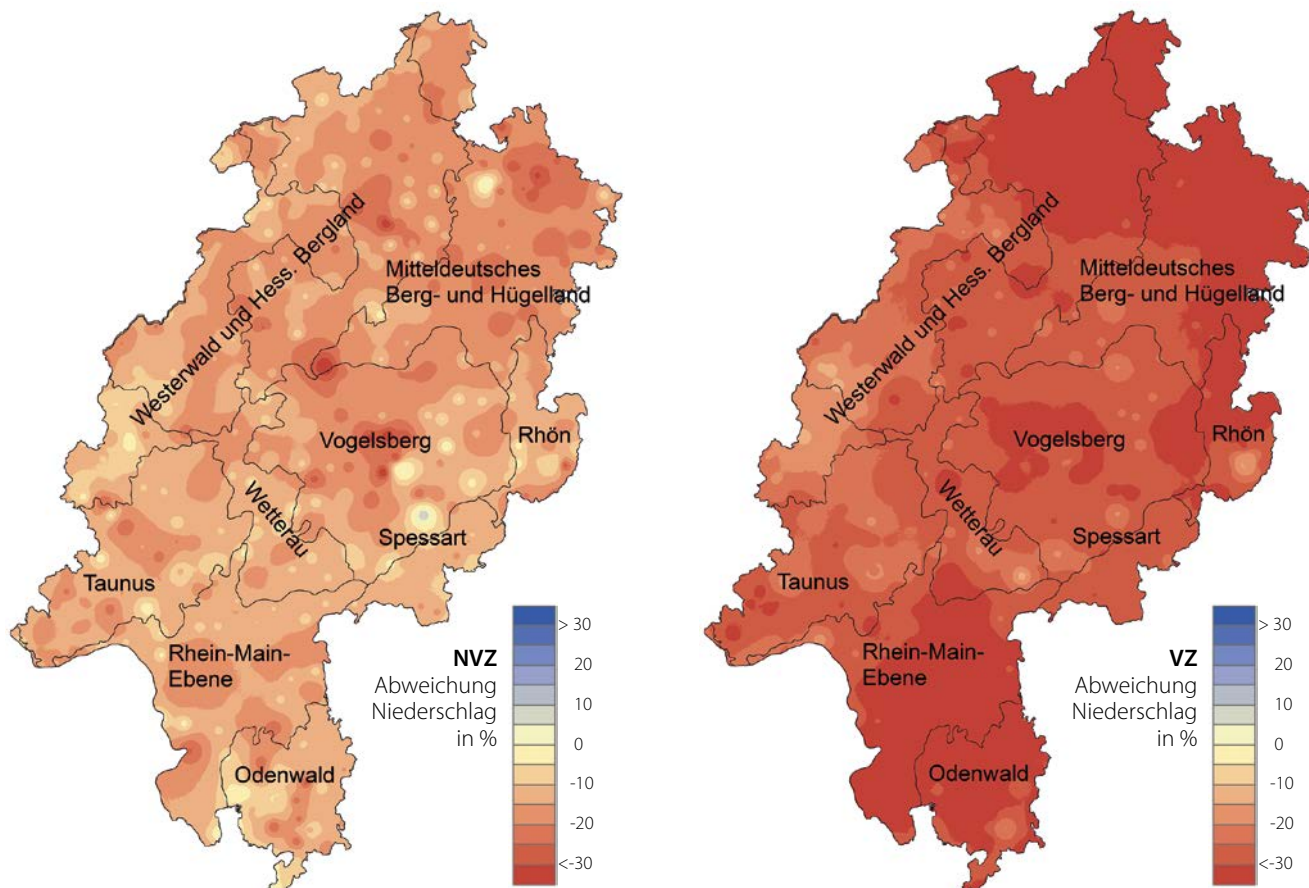 Westerwald und Hess. Bergland
Mitteldeutsches
Berg- und Hügelland
Vogelsberg
Rhön
Wetterau
Spessart
Taunus
Rhein-Main-
Ebene
Odenwald
NVZ
Abweichung
Niederschlag
in %
> 30
20
10
0
-10
-20
<-30
Westerwald und Hess. Bergland
Mitteldeutsches
Berg- und Hügelland
Vogelsberg
Rhön
Wetterau
Spessart
Taunus
Rhein-Main-
Ebene
Odenwald
VZ
Abweichung
Niederschlag
in %
> 30
20
10
0
-10
-20
<-30